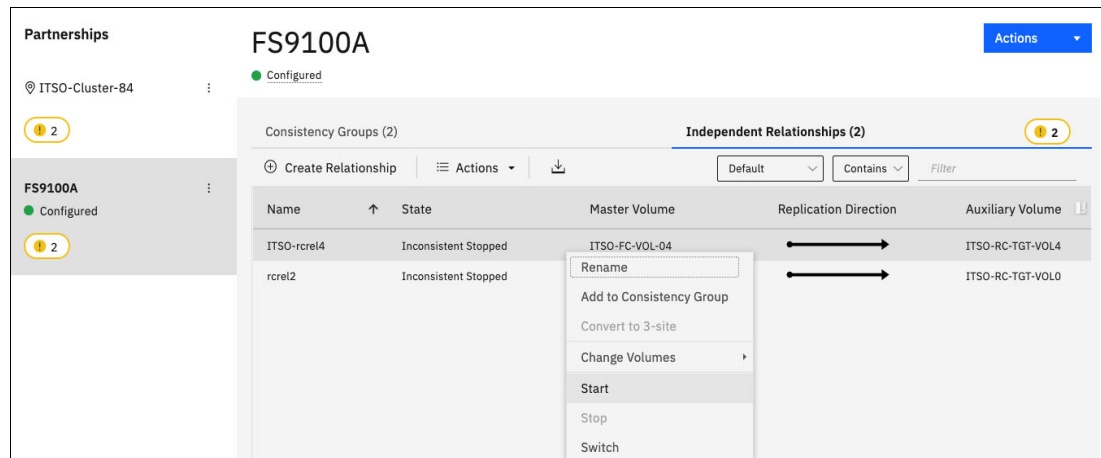 Partnerships
ITSO-Cluster-84
2
FS9100A
Configured
2
FS9100A
Configured
Actions
Consistency Groups (2)
Independent Relationships (2)
2
Create Relationship
Actions
Default
Contains
Filter
Name State Master Volume Replication Direction Auxiliary Volume
ITSO-rcrel4 Inconsistent Stopped ITSO-FC-VOL-04 ITSO-RC-TGT-VOL4
rcrel2 Inconsistent Stopped ITSO-RC-TGT-VOL0
Rename
Add to Consistency Group
Convert to 3-site
Change Volumes
Start
Stop
Switch